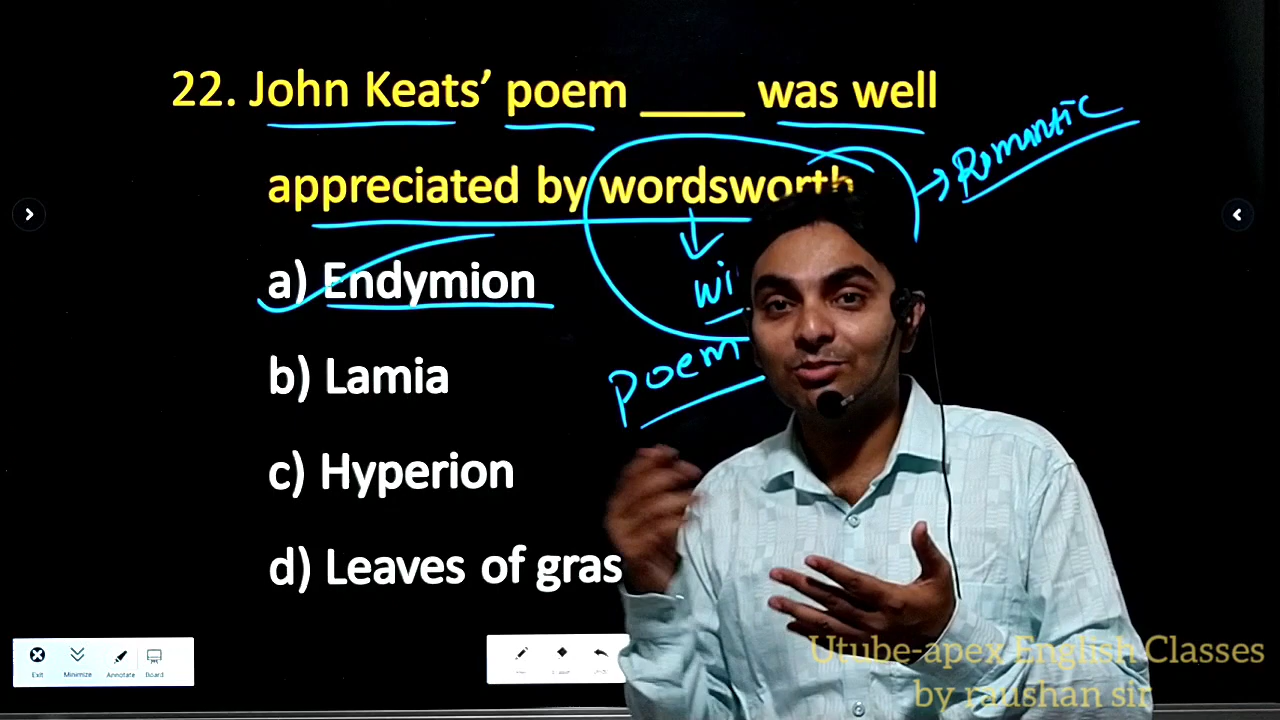 22. John Keats’ poem ____ was well
Romantic
appreciated by wordsworth
a) Endymion
wi
poem
b) Lamia
c) Hyperion
d) Leaves of gras
Utube-apex English Classes
by raushan sir
Exit
Minimize
Annotate
Board